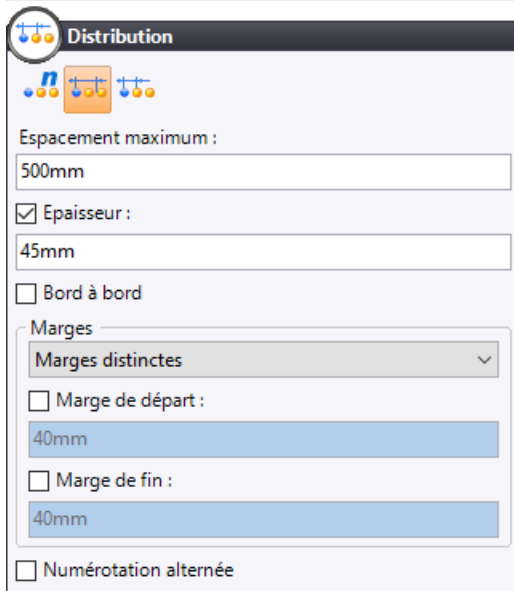 Distribution
n
Espacement maximum :
500mm
Epaisseur :
45mm
Bord à bord
Marges
Marges distinctes
Marge de départ :
40mm
Marge de fin :
40mm
Numérotation alternée